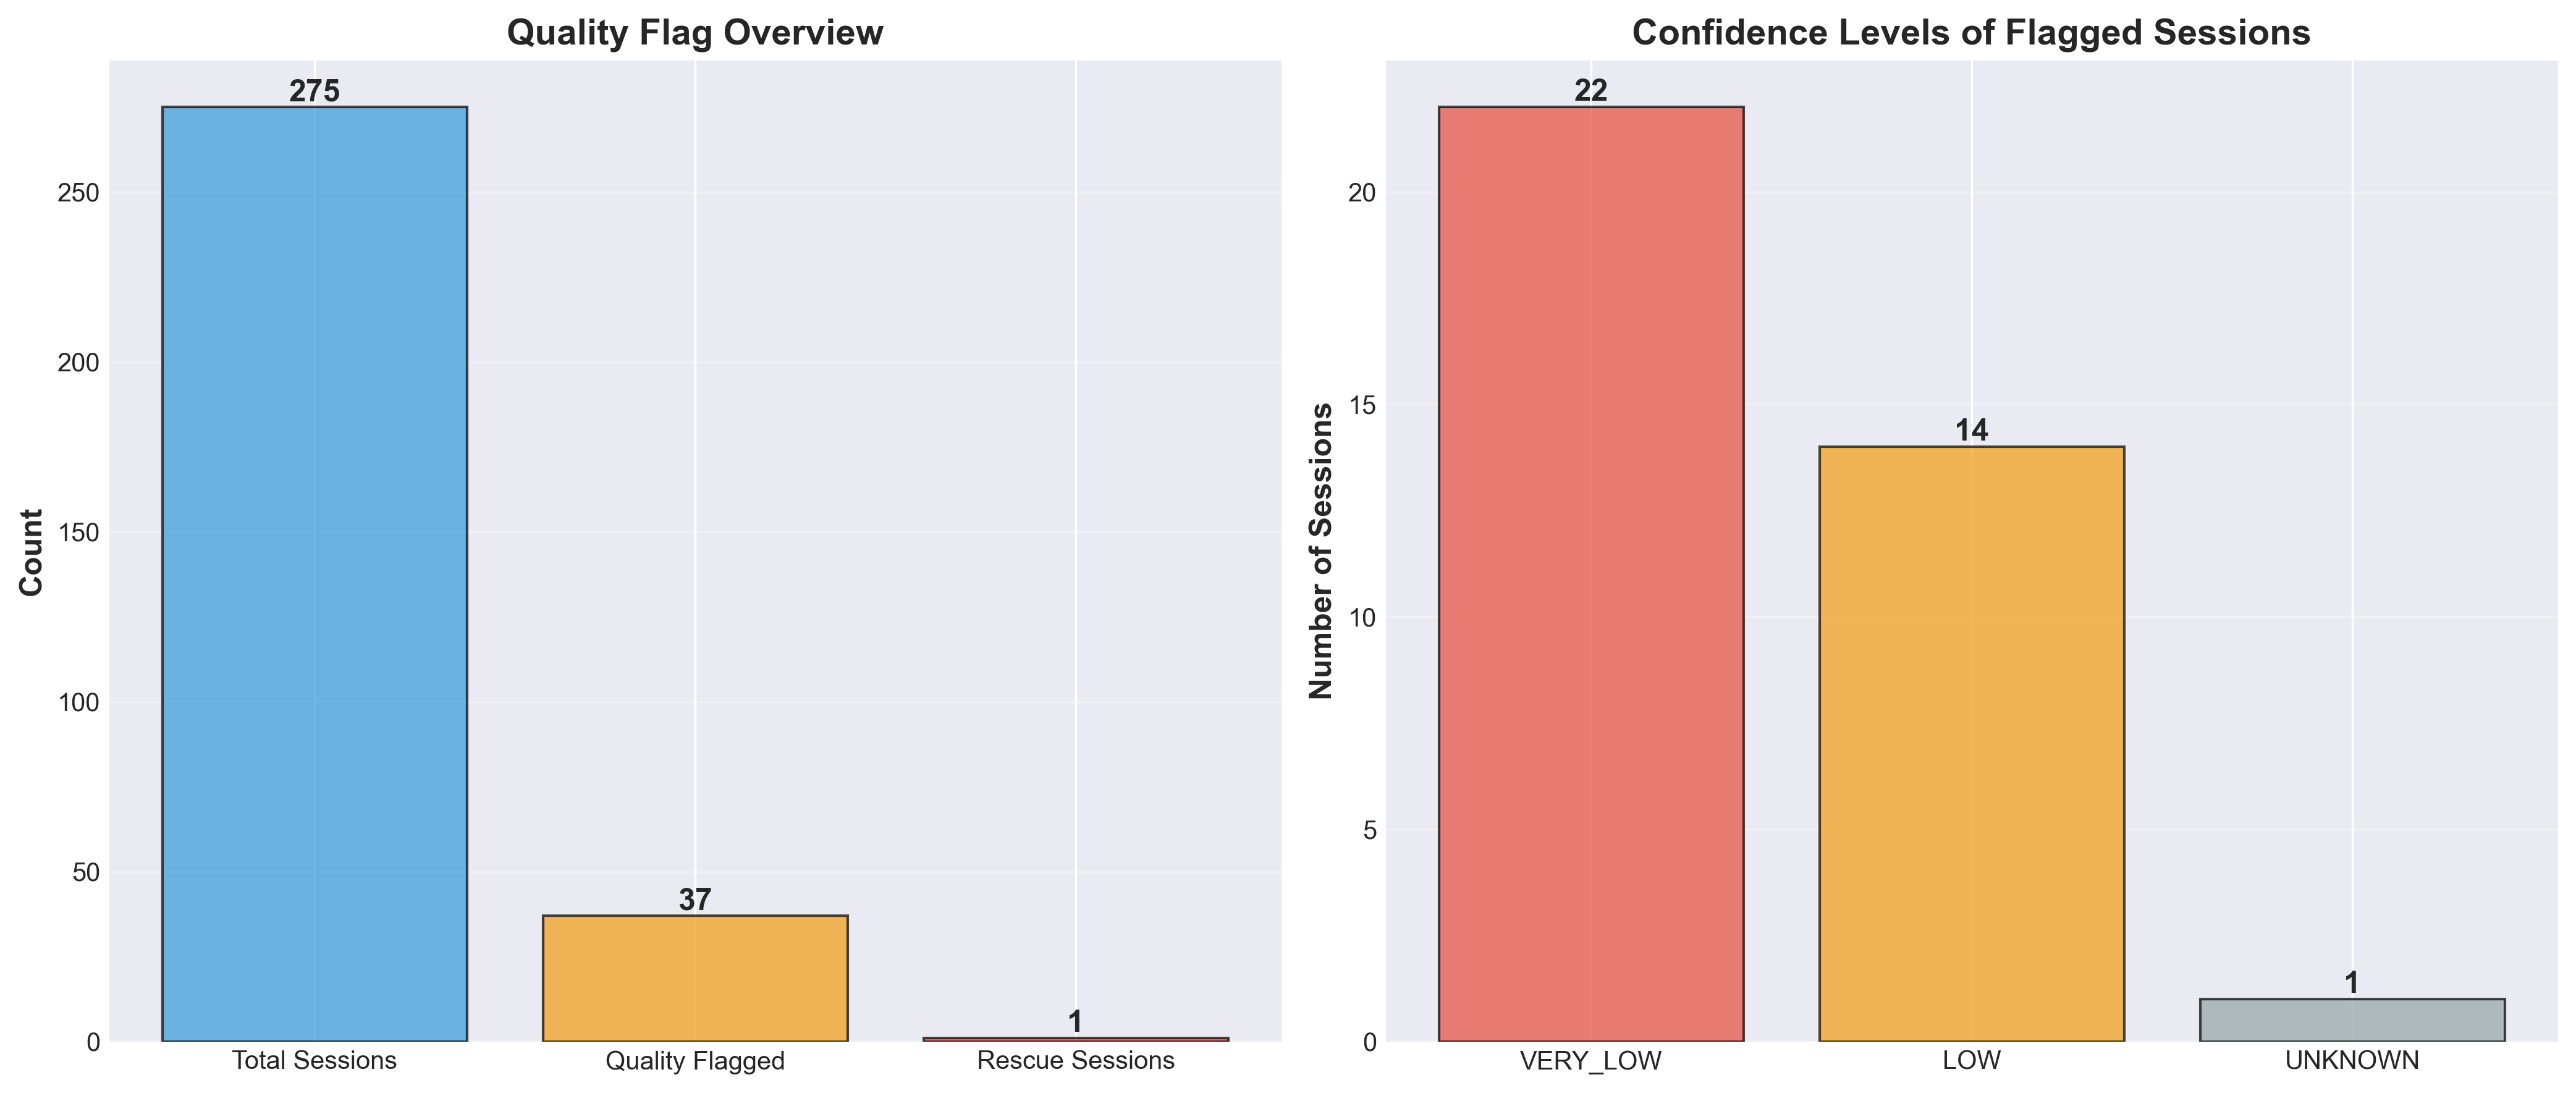 Quality Flag Overview
Count
250
200
150
100
50
0
275
37
1
Total Sessions
Quality Flagged
Rescue Sessions
Confidence Levels of Flagged Sessions
Number of Sessions
20
15
10
5
0
22
14
1
VERY_LOW
LOW
UNKNOWN